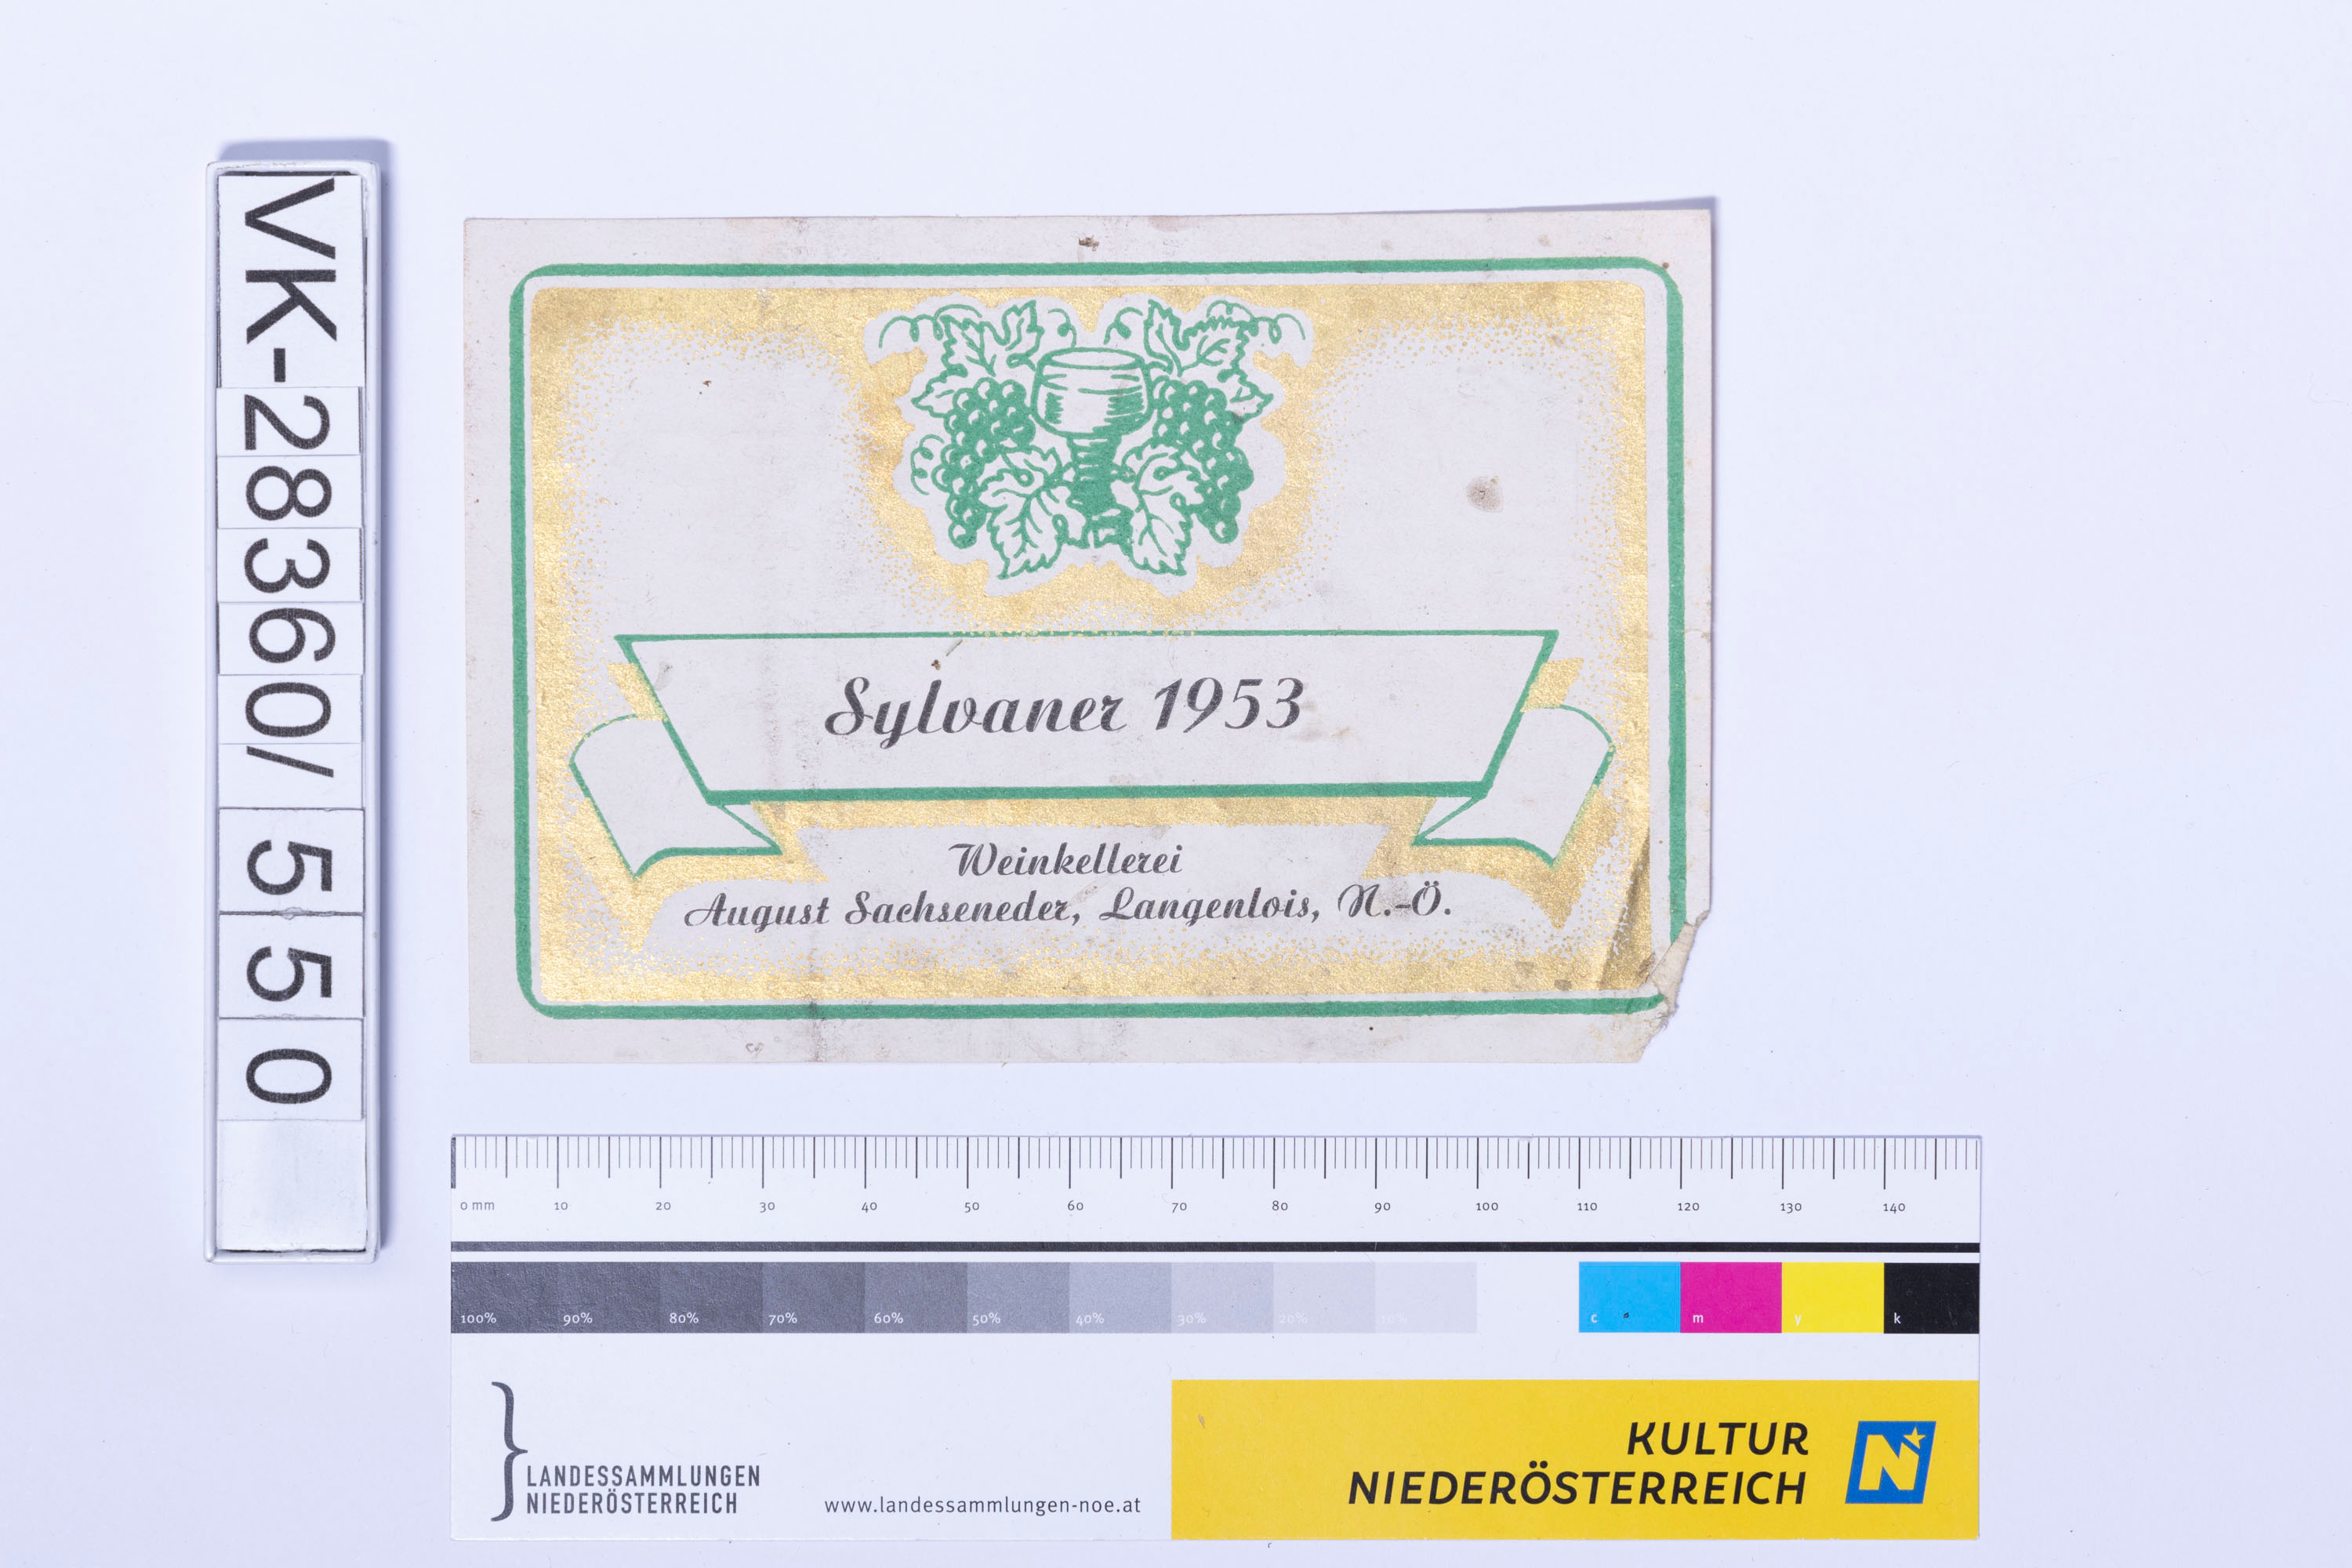 VK-28360/550
Sylvaner 1953
Weinkellerei
August Sachseneder, Langenlois, N.-Ö.
0 mm 10 20 30 40 50 60 70 80 90 100 110 120 130 140
100% 90% 80% 70% 60% 50% 40% 30% 20% 10% c m y k
LANDESSAMMLUNGEN
NIEDERÖSTERREICH
www.landessammlungen-noe.at
KULTUR
NIEDERÖSTERREICH
N